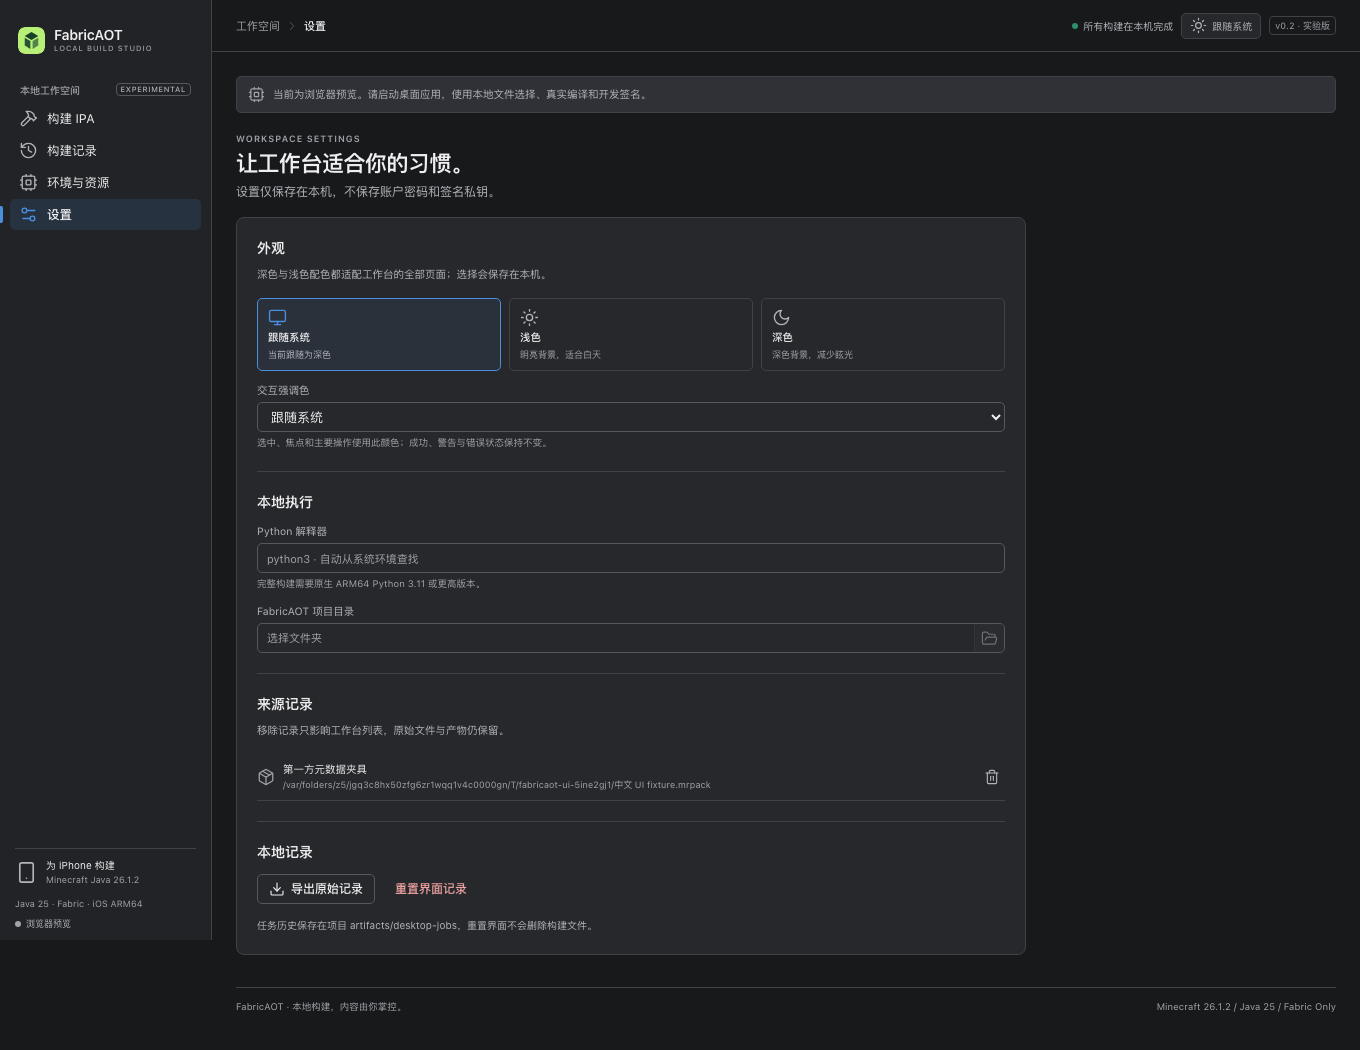 FabricAOT
LOCAL BUILD STUDIO
本地工作空间
EXPERIMENTAL
构建 IPA
构建记录
环境与资源
设置
为 iPhone 构建
Minecraft Java 26.1.2
Java 25 · Fabric · iOS ARM64
浏览器预览
工作空间
设置
所有构建在本机完成
跟随系统
v0.2 · 实验版
当前为浏览器预览。请启动桌面应用，使用本地文件选择、真实编译和开发签名。
WORKSPACE SETTINGS
让工作台适合你的习惯。
设置仅保存在本机，不保存账户密码和签名私钥。
外观
深色与浅色配色都适配工作台的全部页面；选择会保存在本机。
跟随系统
当前跟随为深色
浅色
明亮背景，适合白天
深色
深色背景，减少眩光
交互强调色
跟随系统
选中、焦点和主要操作使用此颜色；成功、警告与错误状态保持不变。
本地执行
Python 解释器
python3 · 自动从系统环境查找
完整构建需要原生 ARM64 Python 3.11 或更高版本。
FabricAOT 项目目录
选择文件夹
来源记录
移除记录只影响工作台列表，原始文件与产物仍保留。
第一方元数据夹具
/var/folders/z5/jgq3c8hx50zfg6zr1wqq1v4c0000gn/T/fabricaot-ui-5ine2gj1/中文 UI fixture.mrpack
本地记录
导出原始记录
重置界面记录
任务历史保存在项目 artifacts/desktop-jobs，重置界面不会删除构建文件。
FabricAOT · 本地构建，内容由你掌控。
Minecraft 26.1.2 / Java 25 / Fabric Only